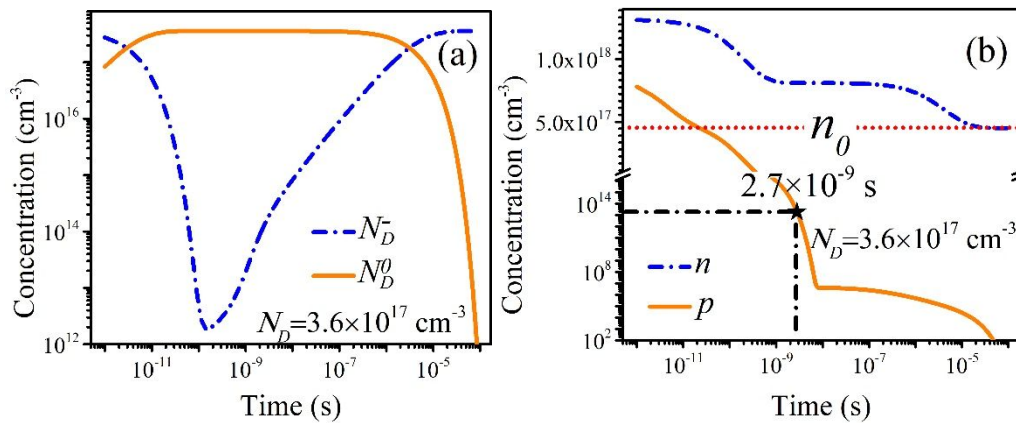 (a)
Concentration (cm⁻³)
10¹⁶
10¹⁴
10¹²
N_D⁻
N_D⁰
N_D=3.6×10¹⁷ cm⁻³
10⁻¹¹ 10⁻⁹ 10⁻⁷ 10⁻⁵
Time (s)
(b)
Concentration (cm⁻³)
1.0x10¹⁸
5.0x10¹⁷
10¹⁴
10⁸
10²
n₀
2.7×10⁻⁹ s
N_D=3.6×10¹⁷ cm⁻³
n
p
10⁻¹¹ 10⁻⁹ 10⁻⁷ 10⁻⁵
Time (s)